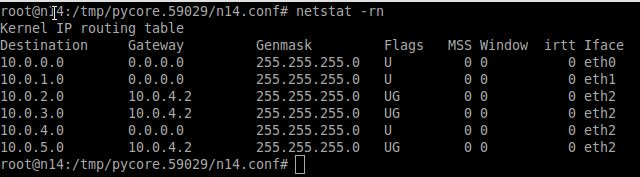 root@n14:/tmp/pycore.59029/n14.conf# netstat -rn
Kernel IP routing table
Destination     Gateway         Genmask         Flags   MSS Window  irtt Iface
10.0.0.0        0.0.0.0         255.255.255.0   U         0 0          0 eth0
10.0.1.0        0.0.0.0         255.255.255.0   U         0 0          0 eth1
10.0.2.0        10.0.4.2        255.255.255.0   UG        0 0          0 eth2
10.0.3.0        10.0.4.2        255.255.255.0   UG        0 0          0 eth2
10.0.4.0        0.0.0.0         255.255.255.0   U         0 0          0 eth2
10.0.5.0        10.0.4.2        255.255.255.0   UG        0 0          0 eth2
root@n14:/tmp/pycore.59029/n14.conf#